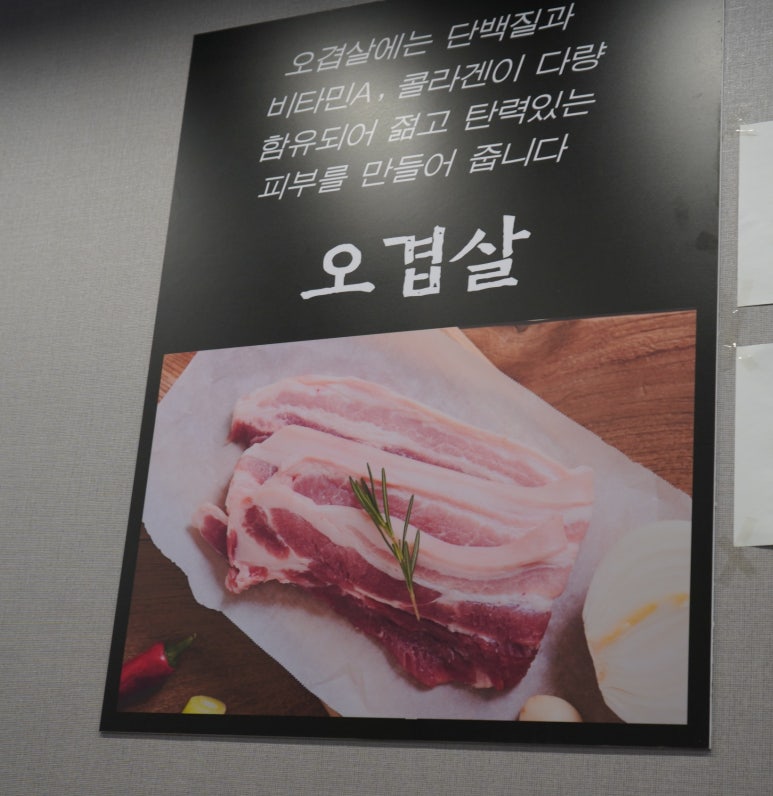 오겹살에는 단백질과
비타민A, 콜라겐이 다량
함유되어 젊고 탄력있는
피부를 만들어 줍니다
오겹살